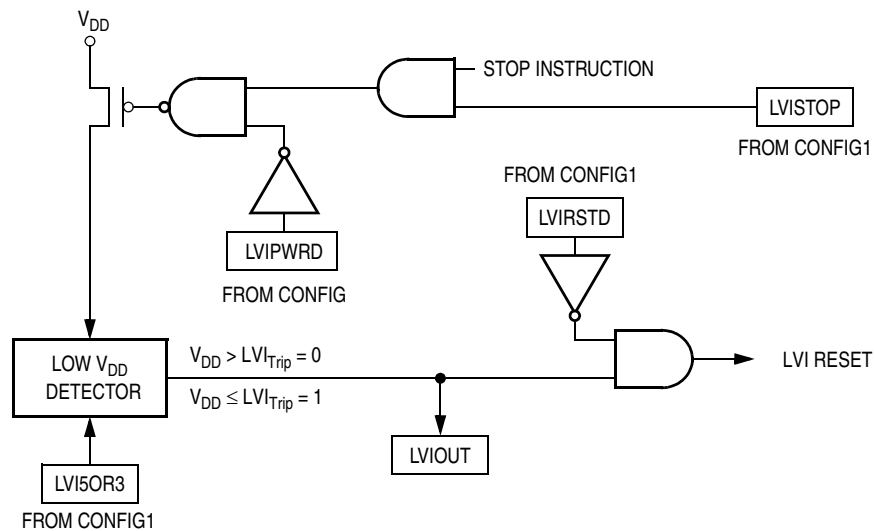 VDD
STOP INSTRUCTION
LVISTOP
FROM CONFIG1
FROM CONFIG1
LVIRSTD
LVIPWRD
FROM CONFIG
LOW VDD
DETECTOR
VDD > LVITrip = 0
VDD ≤ LVITrip = 1
LVI RESET
LVIOUT
LVI5OR3
FROM CONFIG1